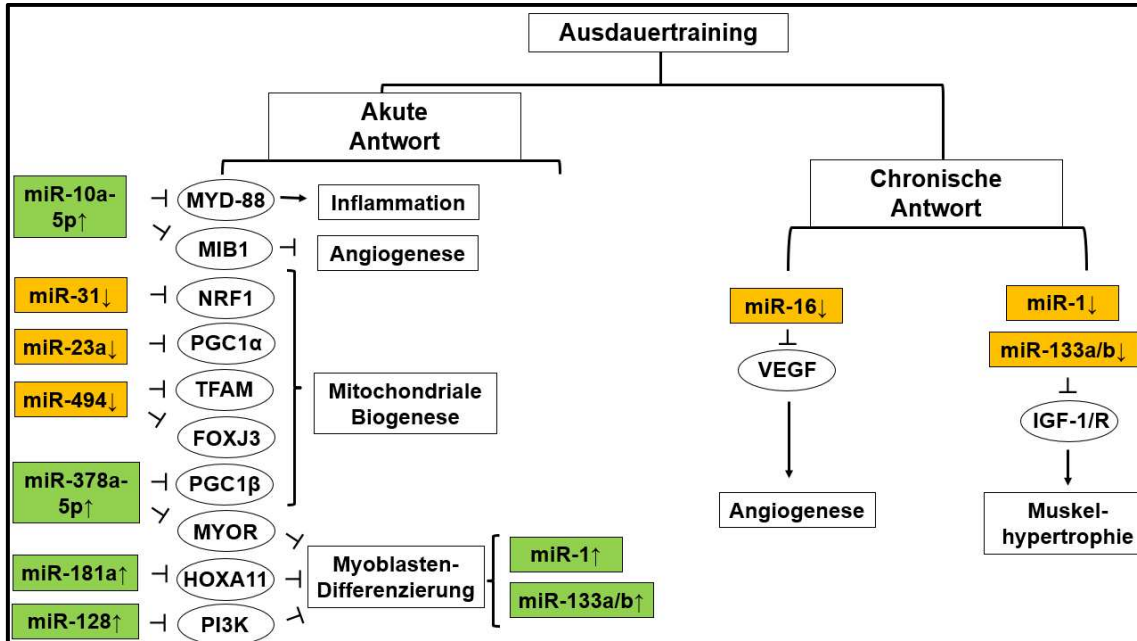 Ausdauertraining
Akute
Antwort
miR-10a-
5p↑
MYD-88
Inflammation
MIB1
Angiogenese
miR-31↓
NRF1
miR-23a↓
PGC1α
miR-494↓
TFAM
FOXJ3
Mitochondriale
Biogenese
miR-378a-
5p↑
PGC1β
MYOR
miR-181a↑
HOXA11
miR-128↑
PI3K
Myoblasten-
Differenzierung
miR-1↑
miR-133a/b↑
Chronische
Antwort
miR-16↓
VEGF
Angiogenese
miR-1↓
miR-133a/b↓
IGF-1/R
Muskel-
hypertrophie